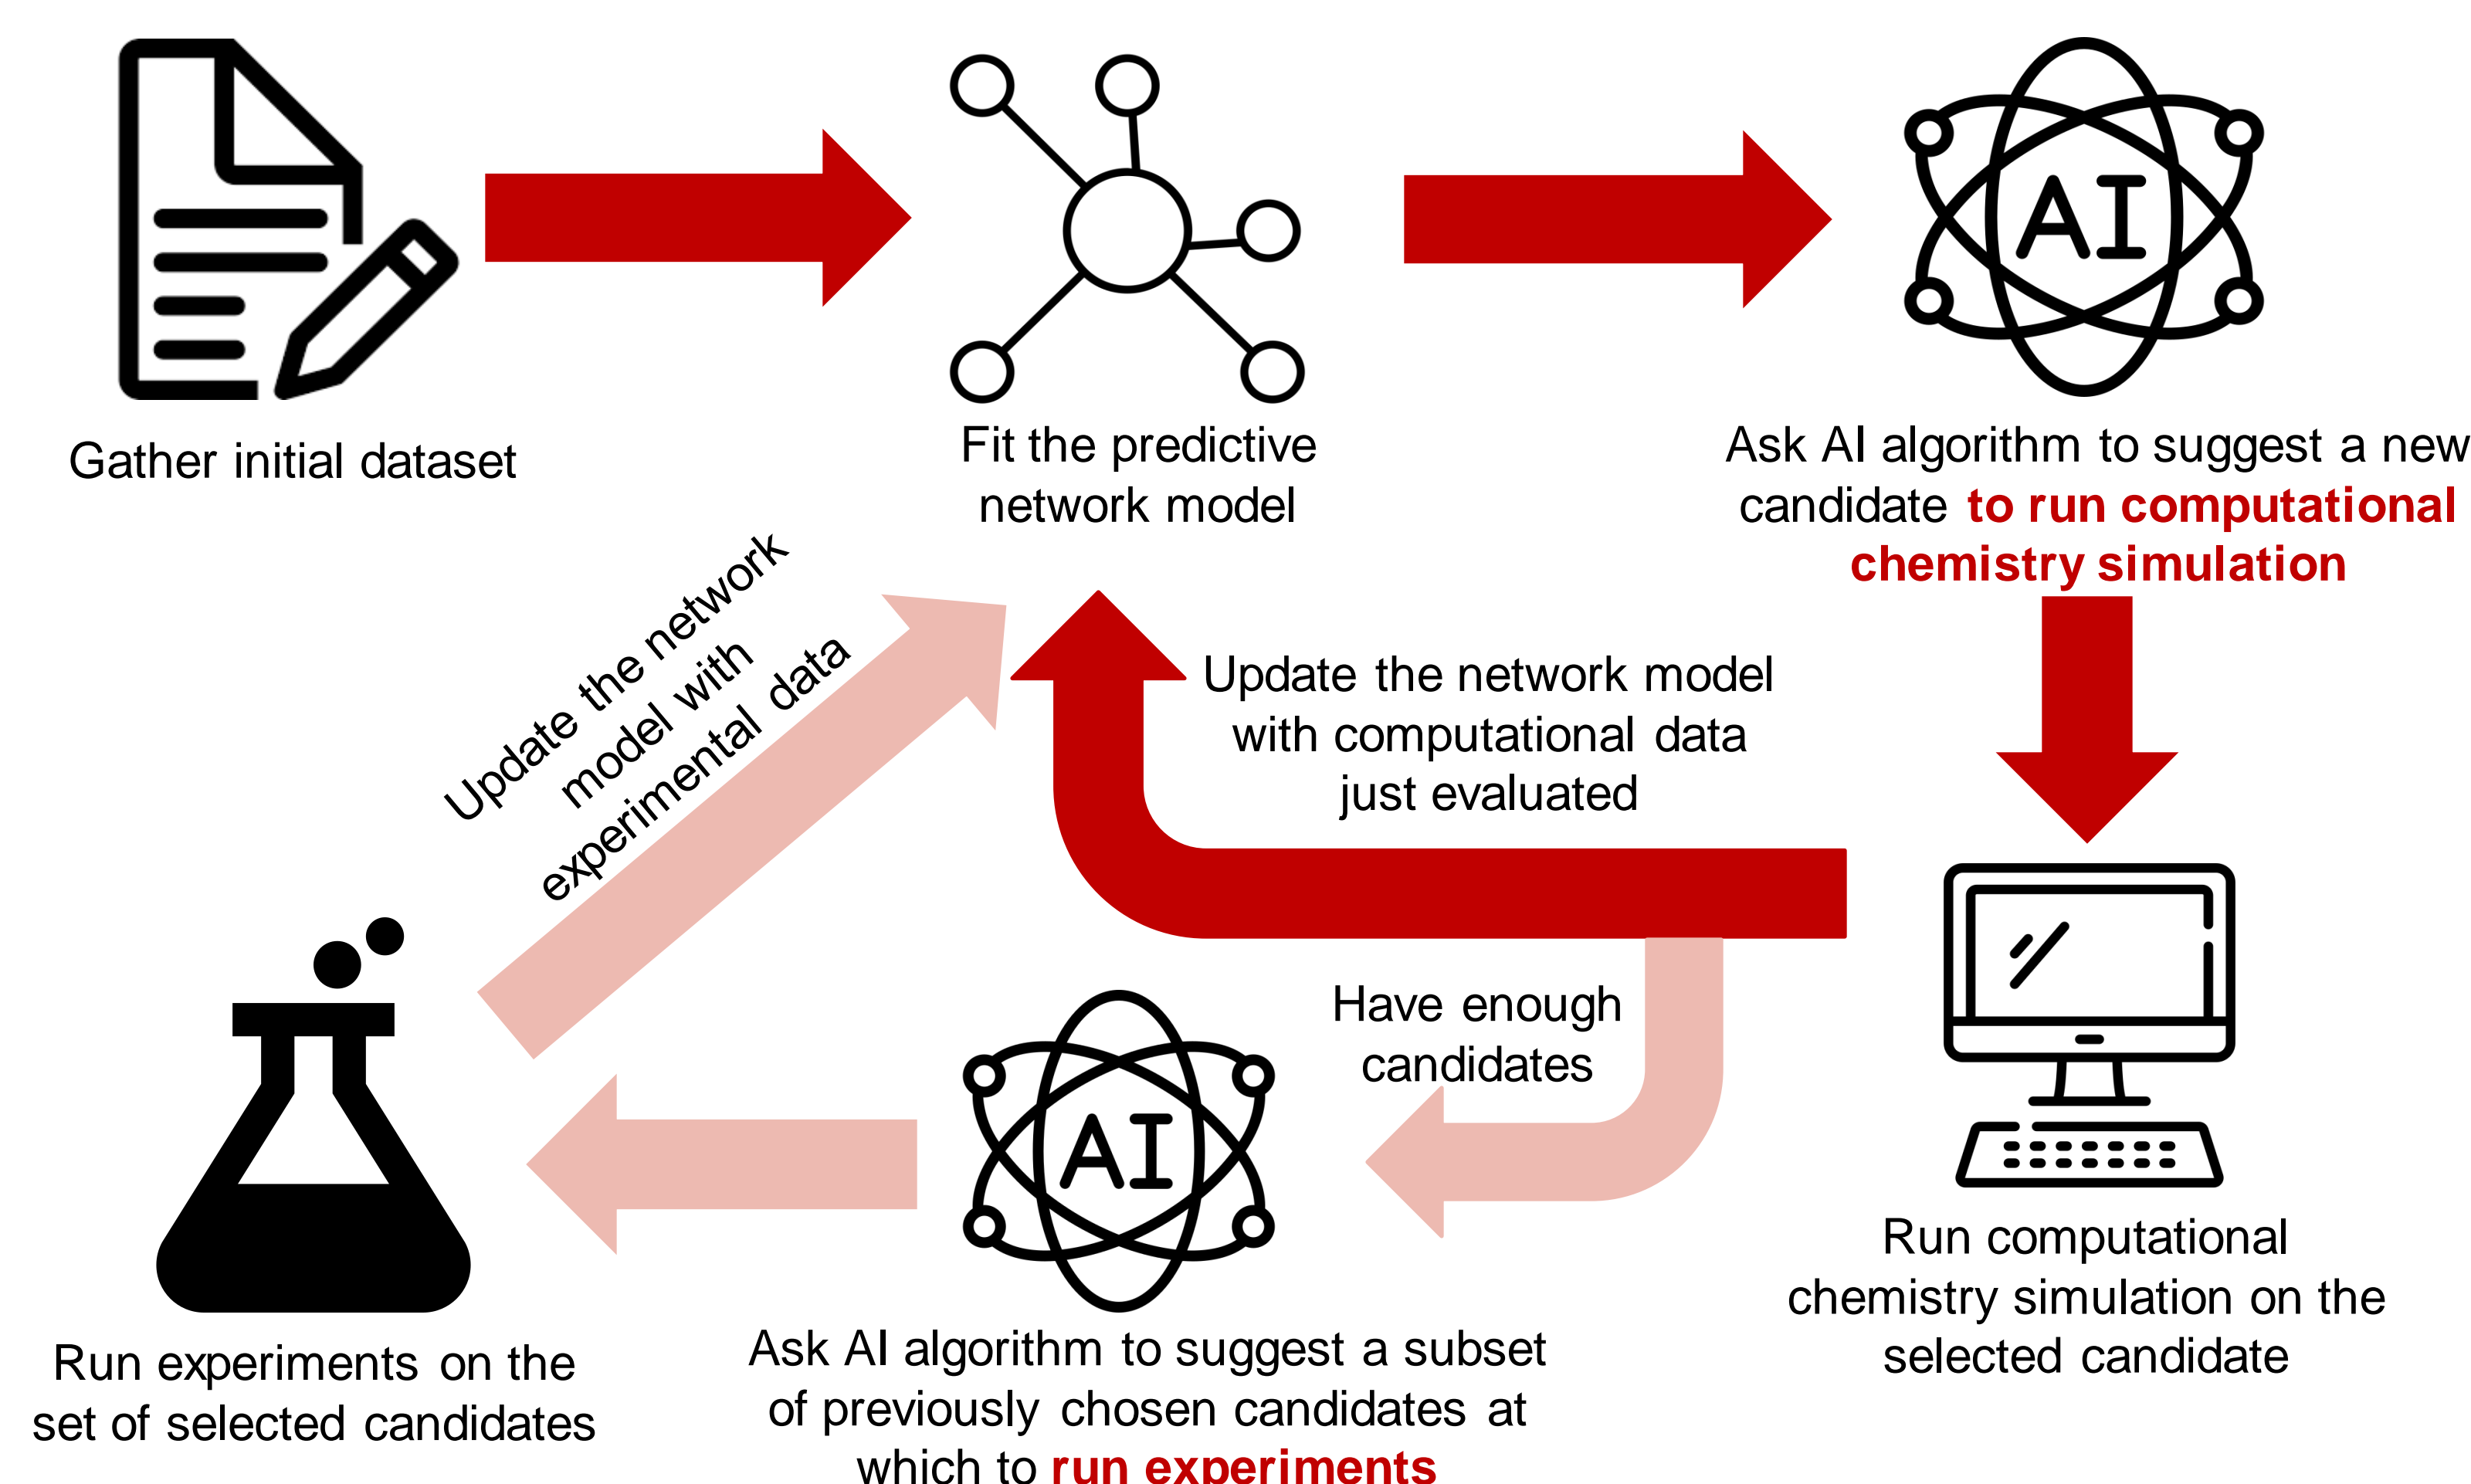 AI
Gather initial dataset
Fit the predictive
network model
Ask AI algorithm to suggest a new
candidate to run computational
chemistry simulation
Update the network
model with
experimental data
Update the network model
with computational data
just evaluated
Have enough
candidates
AI
Run computational
chemistry simulation on the
selected candidate
Ask AI algorithm to suggest a subset
of previously chosen candidates at
which to run experiments
Run experiments on the
set of selected candidates